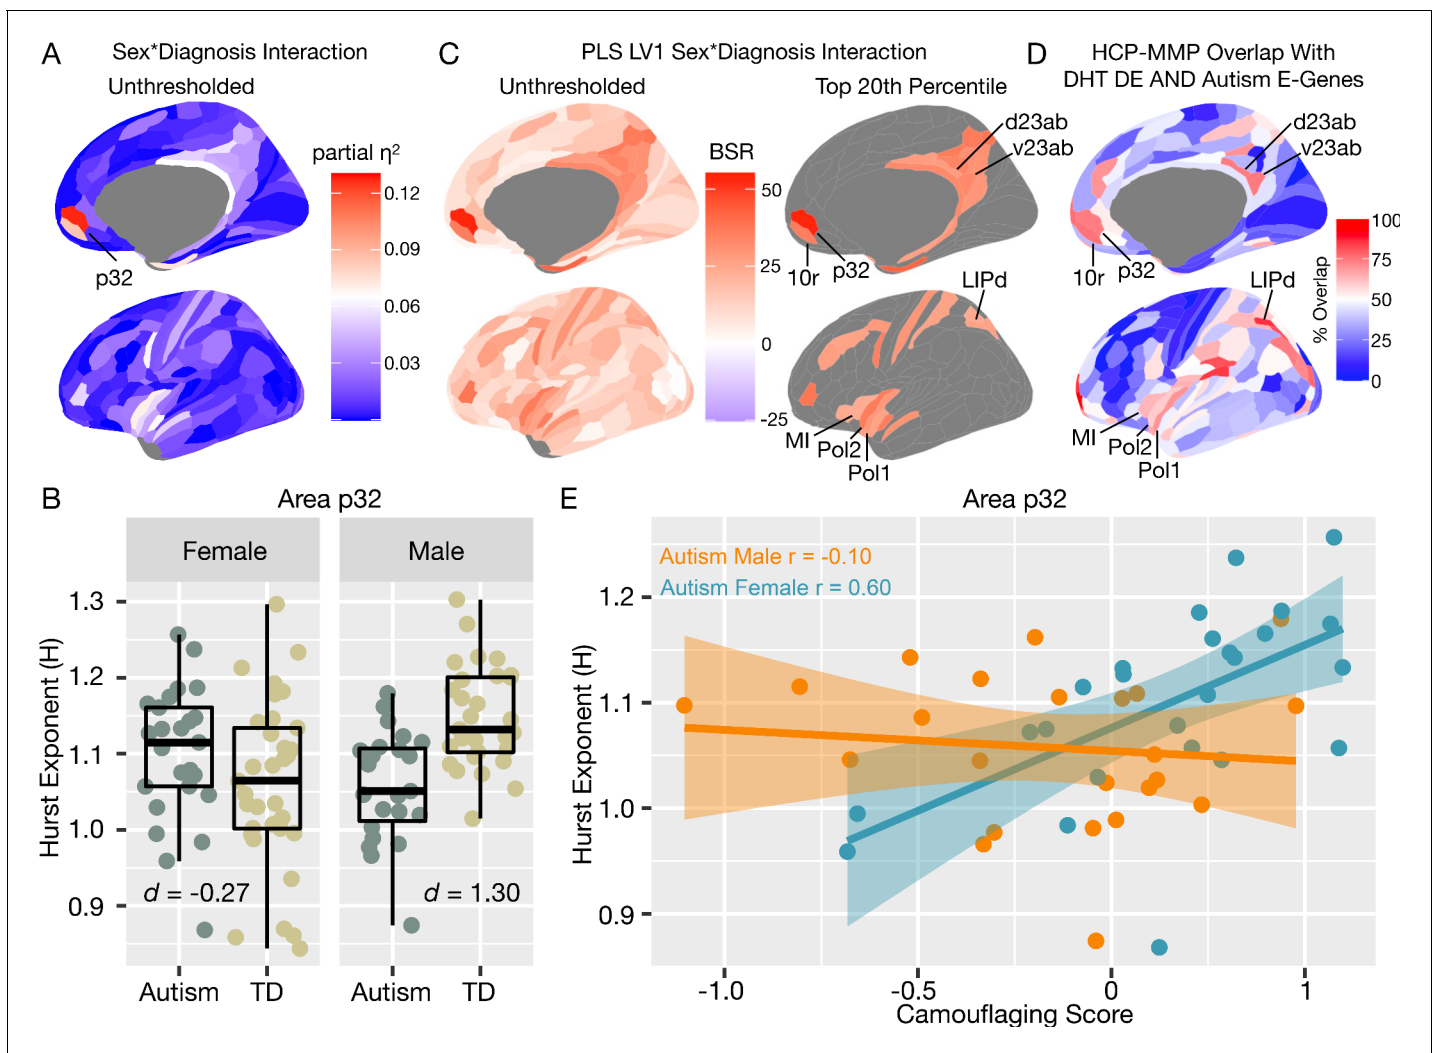 A
Sex*Diagnosis Interaction
Unthresholded
partial η²
0.12
0.09
0.06
0.03
p32
C
PLS LV1 Sex*Diagnosis Interaction
Unthresholded
Top 20th Percentile
BSR
50
25
0
-25
d23ab
v23ab
10r
p32
LIPd
MI
Pol2
Pol1
D
HCP-MMP Overlap With
DHT DE AND Autism E-Genes
d23ab
v23ab
10r
p32
LIPd
MI
Pol2
Pol1
% Overlap
100
75
50
25
0
B
Area p32
Female
Male
Hurst Exponent (H)
1.3
1.2
1.1
1.0
0.9
d = -0.27
d = 1.30
Autism
TD
Autism
TD
E
Area p32
Autism Male r = -0.10
Autism Female r = 0.60
Hurst Exponent (H)
1.2
1.1
1.0
0.9
-1.0
-0.5
0
1
Camouflaging Score